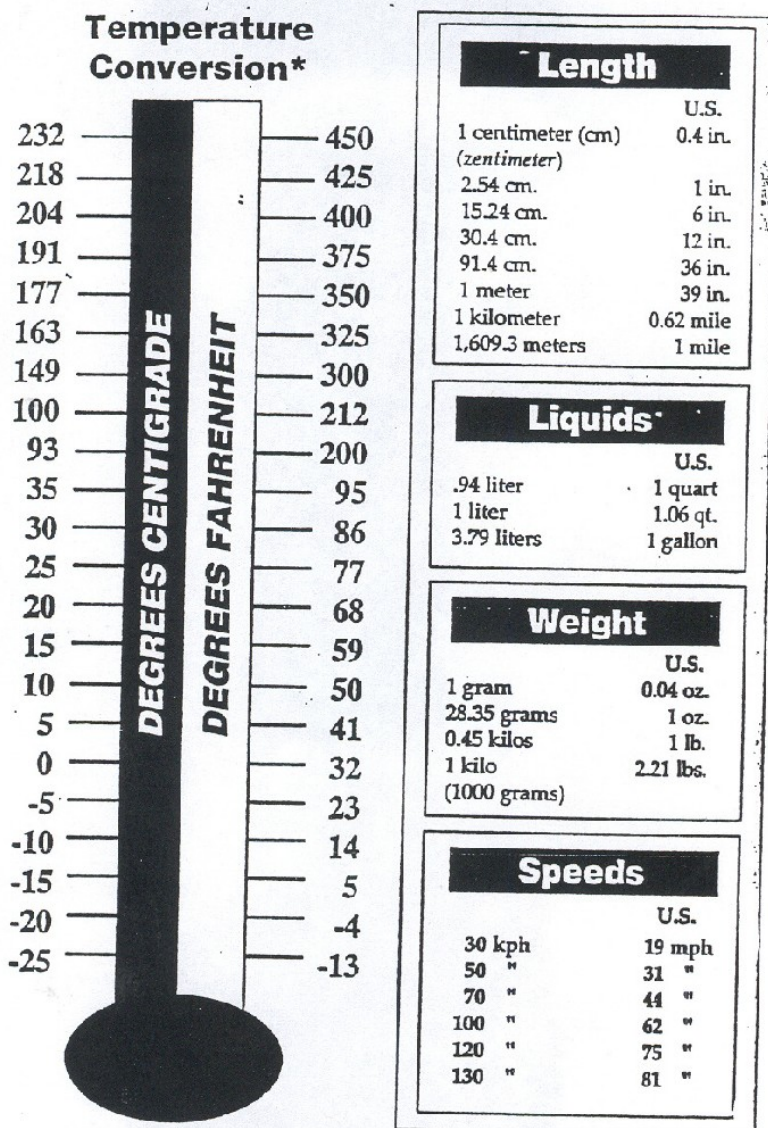 Temperature
Conversion*
232 450
218 425
204 400
191 375
177 350
163 325
149 300
100 212
93 200
35 95
30 86
25 77
20 68
15 59
10 50
5 41
0 32
-5 23
-10 14
-15 5
-20 -4
-25 -13
DEGREES CENTIGRADE
DEGREES FAHRENHEIT
Length
U.S.
1 centimeter (cm) 0.4 in.
(zentimeter)
2.54 cm. 1 in.
15.24 cm. 6 in.
30.4 cm. 12 in.
91.4 cm. 36 in.
1 meter 39 in.
1 kilometer 0.62 mile
1,609.3 meters 1 mile
Liquids
U.S.
.94 liter 1 quart
1 liter 1.06 qt.
3.79 liters 1 gallon
Weight
U.S.
1 gram 0.04 oz.
28.35 grams 1 oz.
0.45 kilos 1 lb.
1 kilo 2.21 lbs.
(1000 grams)
Speeds
U.S.
30 kph 19 mph
50 " 31 "
70 " 44 "
100 " 62 "
120 " 75 "
130 " 81 "